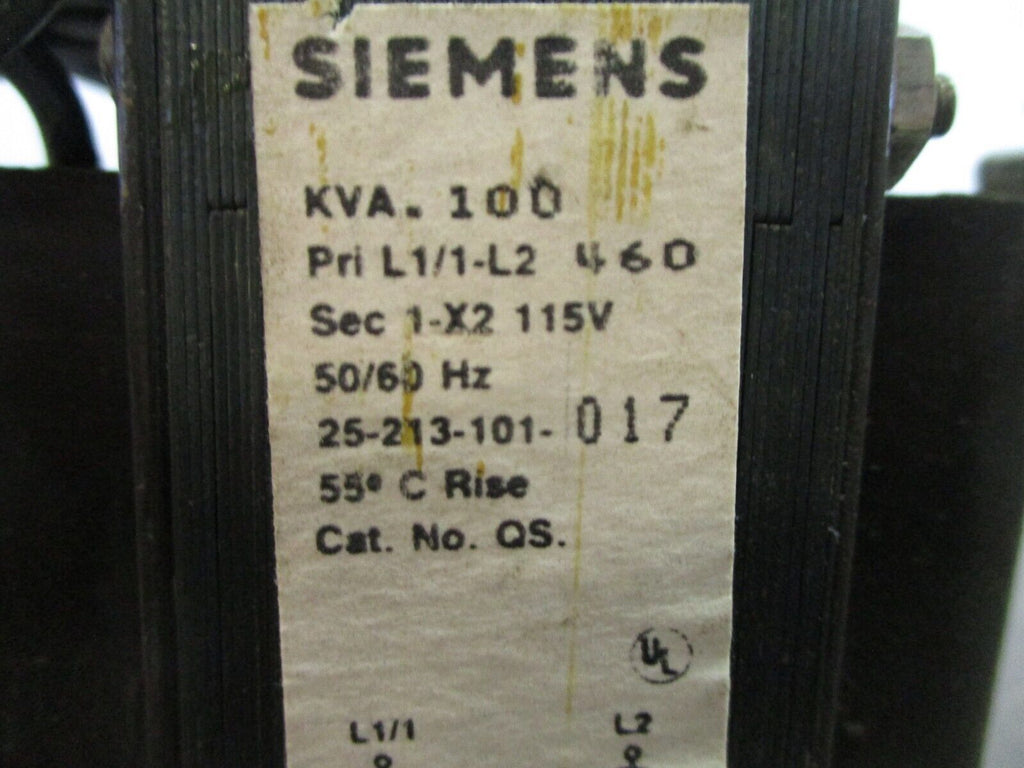 SIEMENS
KVA. 100
Pri L1/1-L2 460
Sec 1-X2 115V
50/60 Hz
25-213-101-017
55° C Rise
Cat. No. QS.
UL
L1/1 L2